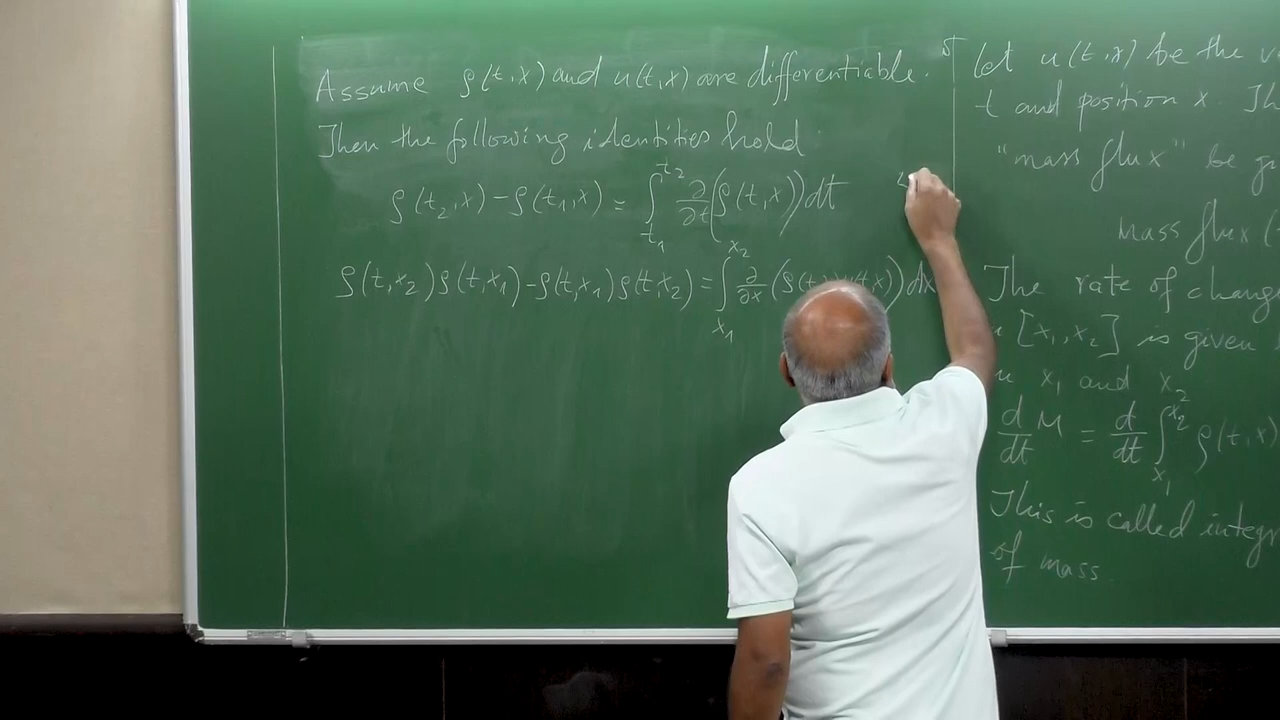 Assume ρ(t,x) and u(t,x) are differentiable.
Then the following identities hold:
ρ(t₂,x) - ρ(t₁,x) = ∫_{t₁}^{t₂} ∂/∂t (ρ(t,x)) dt
ρ(t,x₂)ρ(t,x₁) - ρ(t,x₁)ρ(t,x₂) = ∫_{x₁}^{x₂} ∂/∂x (ρ(t,x) u(t,x)) dx
Let u(t,x) be the
t and position x.
"mass flux" be
Mass flux (
The rate of change
[x₁,x₂] is given
x₁ and x₂
d/dt M = d/dt ∫_{x₁}^{x₂} ρ(t,x)
This is called
of mass.